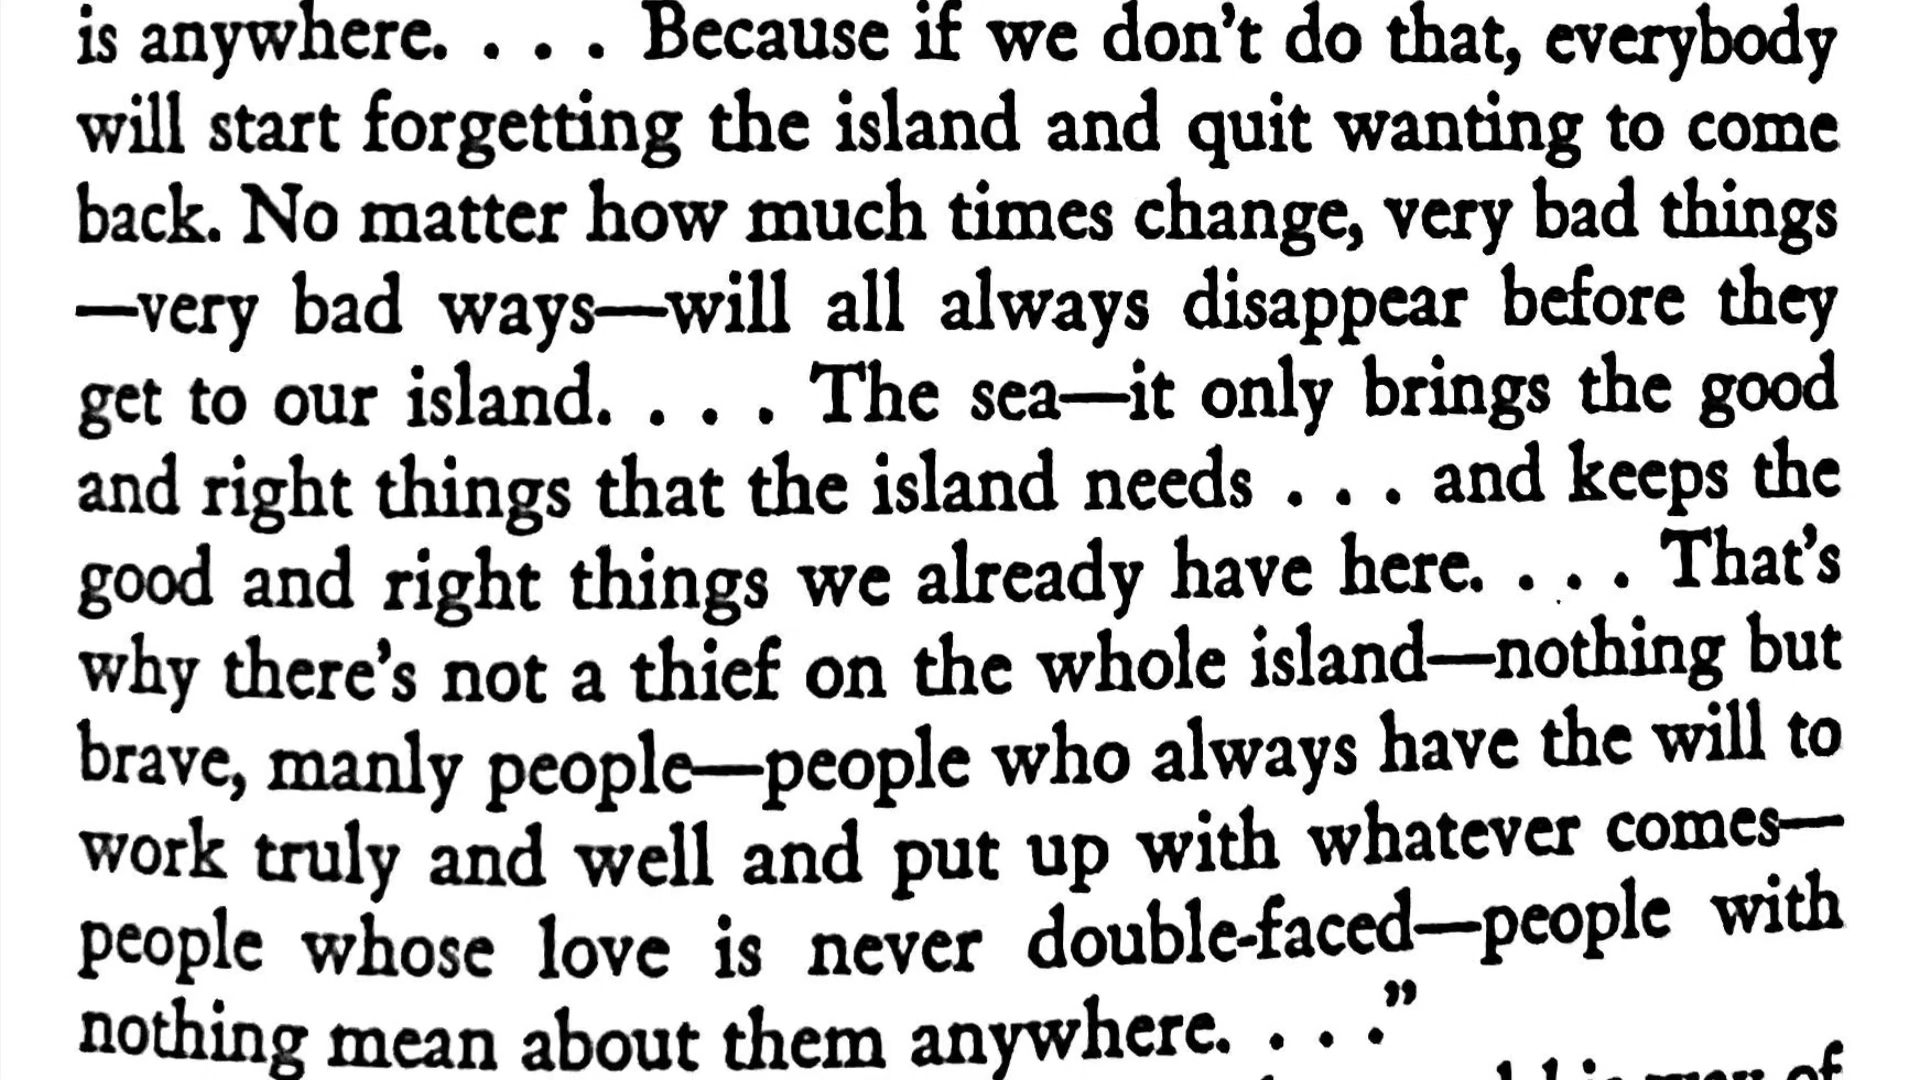 is anywhere. . . . Because if we don't do that, everybody
will start forgetting the island and quit wanting to come
back. No matter how much times change, very bad things
—very bad ways—will all always disappear before they
get to our island. . . . The sea—it only brings the good
and right things that the island needs . . . and keeps the
good and right things we already have here. . . . That's
why there's not a thief on the whole island—nothing but
brave, manly people—people who always have the will to
work truly and well and put up with whatever comes—
people whose love is never double-faced—people with
nothing mean about them anywhere. . . ."
of